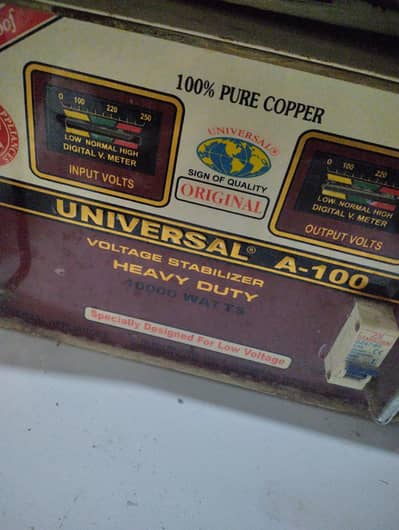 100% PURE COPPER
0 100 220 250
LOW NORMAL HIGH
DIGITAL V. METER
INPUT VOLTS
UNIVERSAL®
SIGN OF QUALITY
ORIGINAL
0 100 220
LOW NORMAL HIGH
DIGITAL V. METER
OUTPUT VOLTS
UNIVERSAL® A-100
VOLTAGE STABILIZER
HEAVY DUTY
10000 WATTS
Specially Designed For Low Voltage